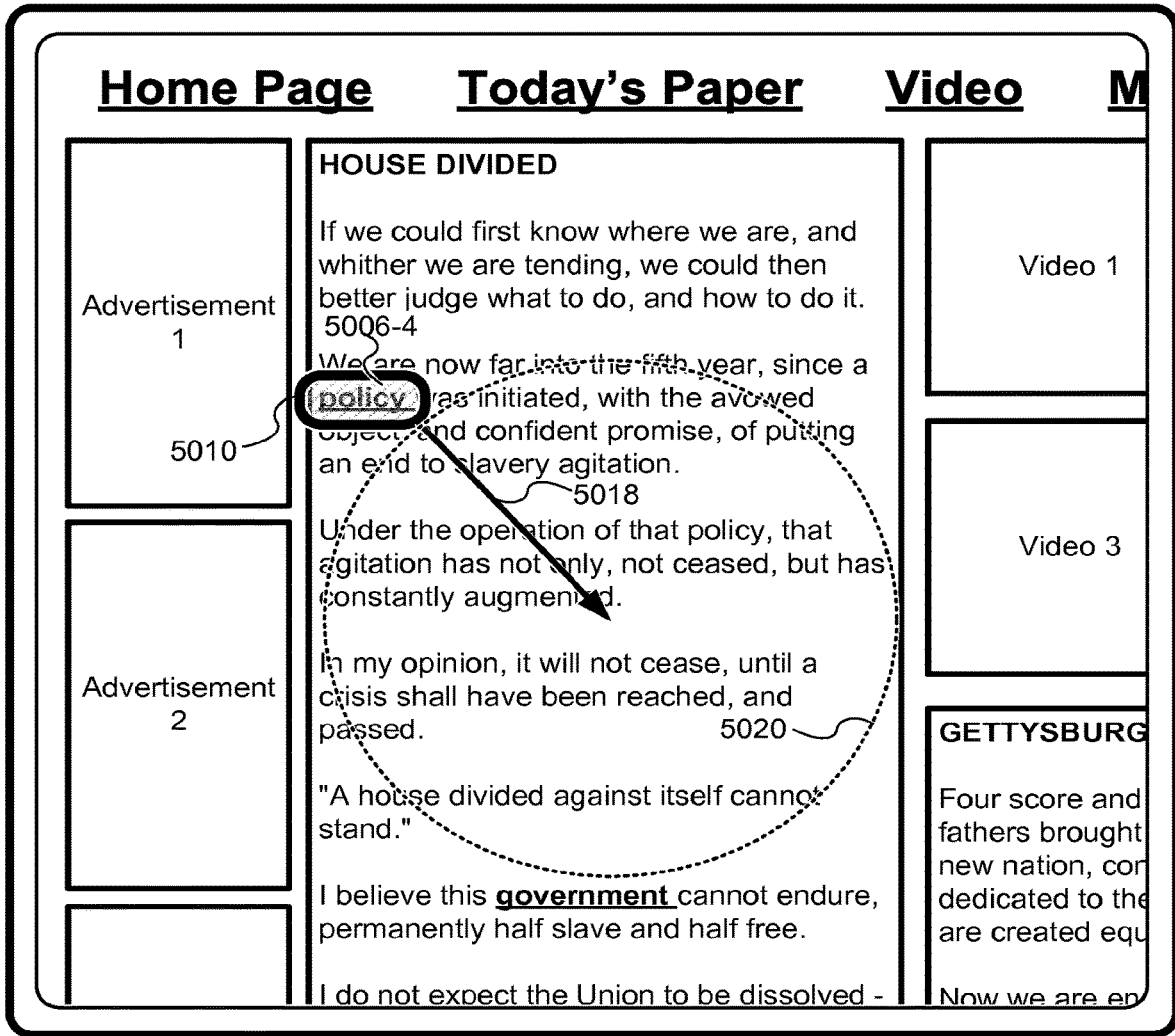 Home Page Today's Paper Video M
Advertisement
1
5010
Advertisement
2
HOUSE DIVIDED
If we could first know where we are, and
whither we are tending, we could then
better judge what to do, and how to do it.
5006-4
We are now far into the fifth year, since a
policy was initiated, with the avowed
object, and confident promise, of putting
an end to slavery agitation.
5018
Under the operation of that policy, that
agitation has not only, not ceased, but has
constantly augmented.
In my opinion, it will not cease, until a
crisis shall have been reached, and
passed.
5020
"A house divided against itself cannot
stand."
I believe this government cannot endure,
permanently half slave and half free.
I do not expect the Union to be dissolved -
Video 1
Video 3
GETTYSBURG
Four score and
fathers brought
new nation, con
dedicated to the
are created equ
Now we are en